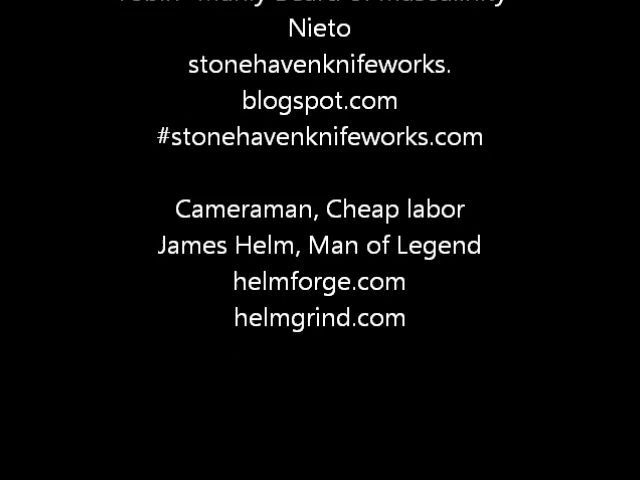 Nieto
stonehavenknifeworks.
blogspot.com
#stonehavenknifeworks.com
Cameraman, Cheap labor
James Helm, Man of Legend
helmforge.com
helmgrind.com